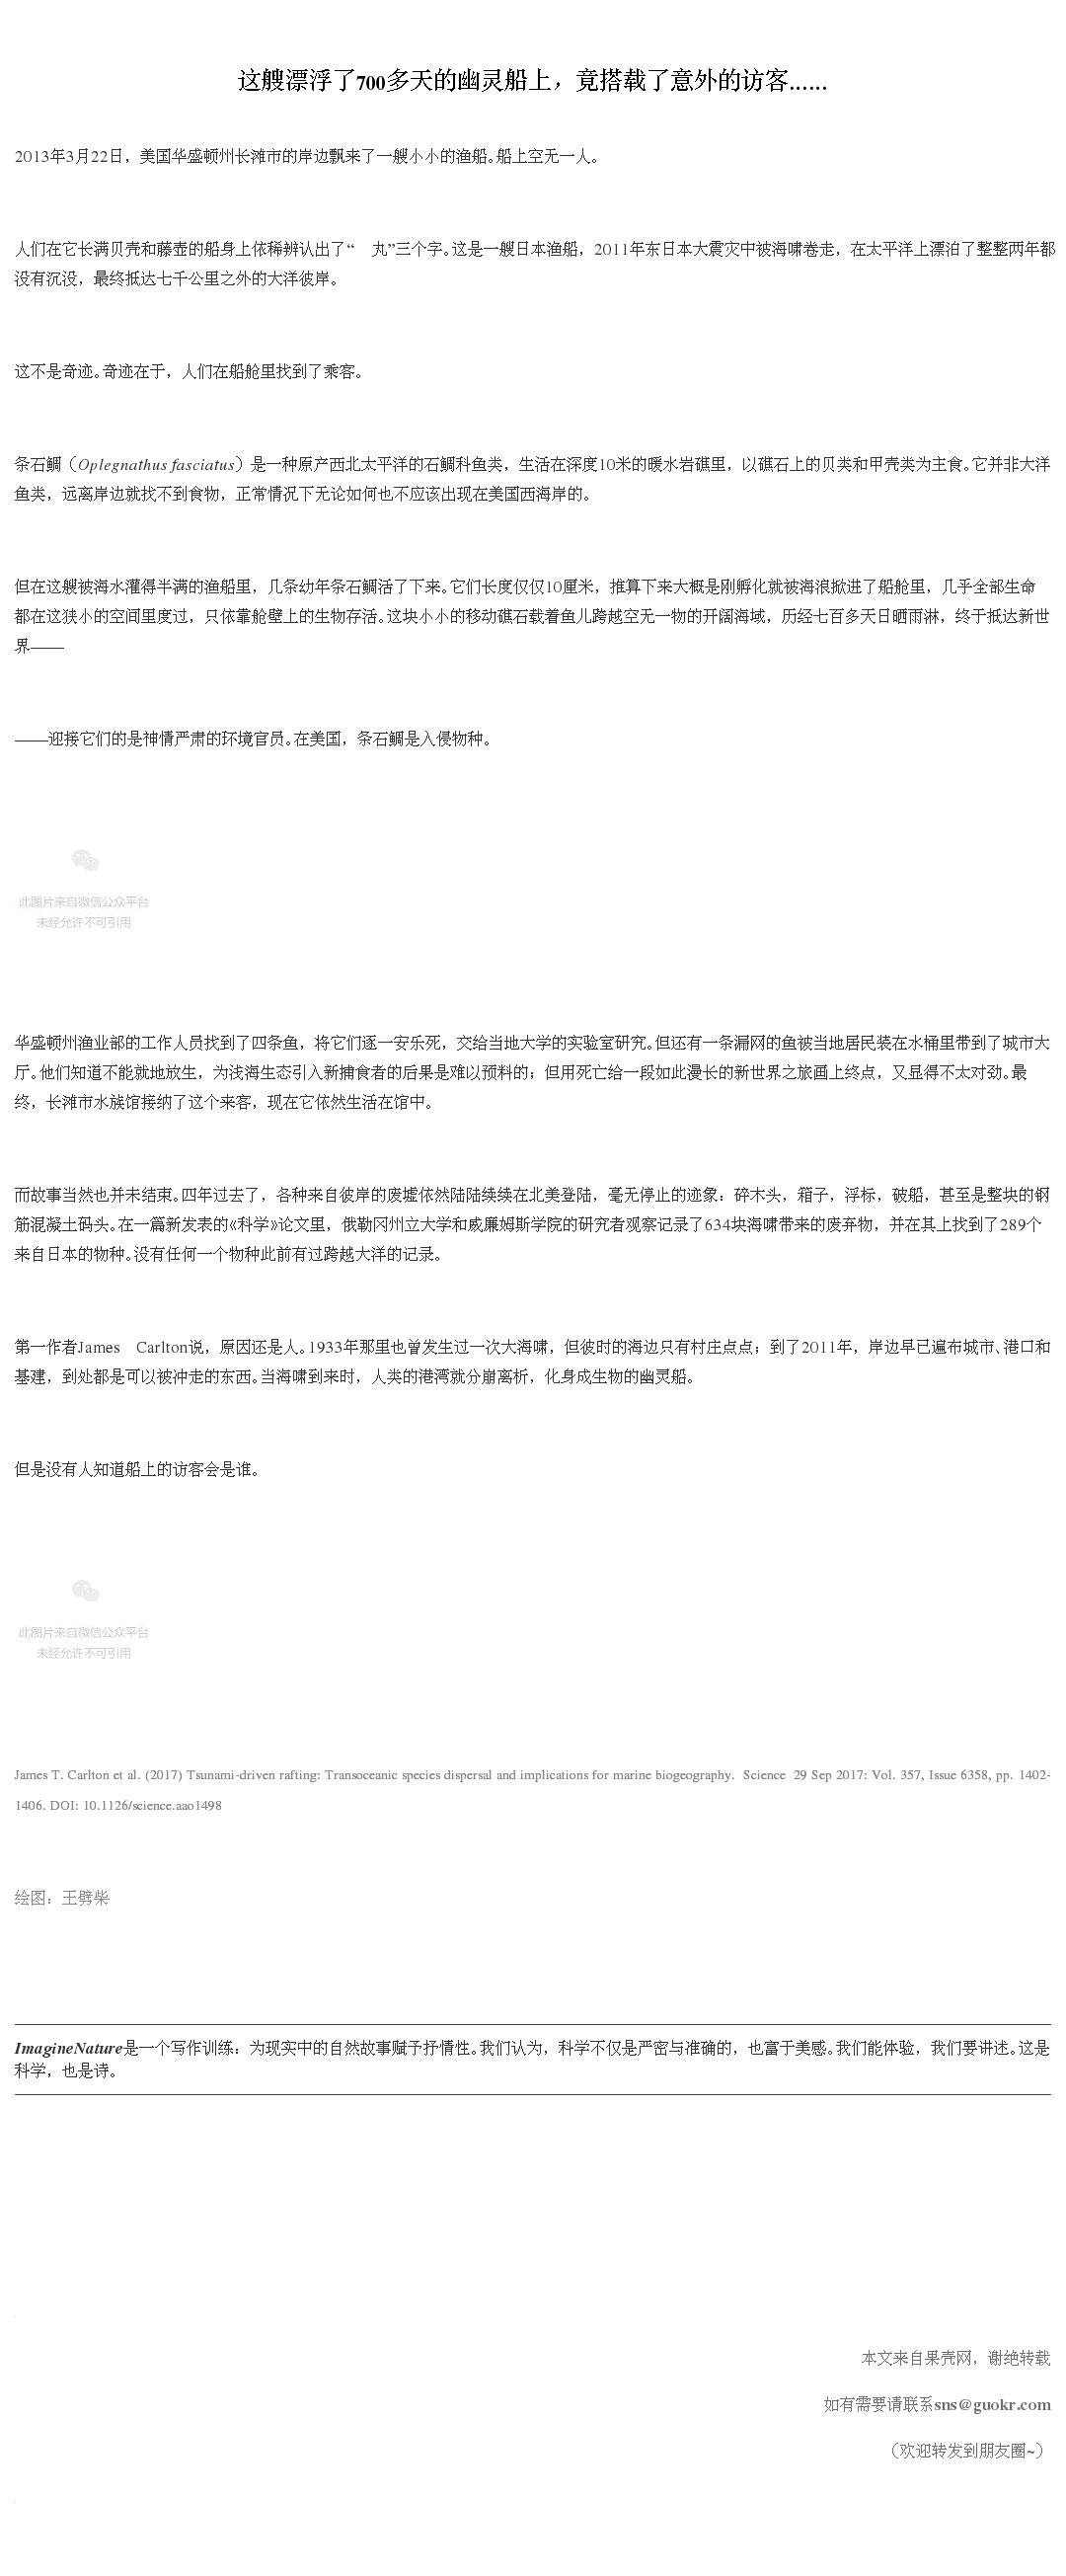 这艘漂浮了700多天的幽灵船上，竟搭载了意外的访客……
2013年3月22日，美国华盛顿州长滩市的岸边飘来了一艘小小的渔船。船上空无一人。
人们在它长满贝壳和藤壶的船身上依稀辨认出了“　丸”三个字。这是一艘日本渔船，2011年东日本大震灾中被海啸卷走，在太平洋上漂泊了整整两年都
没有沉没，最终抵达七千公里之外的大洋彼岸。
这不是奇迹。奇迹在于，人们在船舱里找到了乘客。
条石鲷（Oplegnathus fasciatus）是一种原产西北太平洋的石鲷科鱼类，生活在深度10米的暖水岩礁里，以礁石上的贝类和甲壳类为主食。它并非大洋
鱼类，远离岸边就找不到食物，正常情况下无论如何也不应该出现在美国西海岸的。
但在这艘被海水灌得半满的渔船里，几条幼年条石鲷活了下来。它们长度仅仅10厘米，推算下来大概是刚孵化就被海浪掀进了船舱里，几乎全部生命
都在这狭小的空间里度过，只依靠舱壁上的生物存活。这块小小的移动礁石载着鱼儿跨越空无一物的开阔海域，历经七百多天日晒雨淋，终于抵达新世
界——
——迎接它们的是神情严肃的环境官员。在美国，条石鲷是入侵物种。
此图片来自微信公众平台
未经允许不可引用
华盛顿州渔业部的工作人员找到了四条鱼，将它们逐一安乐死，交给当地大学的实验室研究。但还有一条漏网的鱼被当地居民装在水桶里带到了城市大
厅。他们知道不能就地放生，为浅海生态引入新捕食者的后果是难以预料的；但用死亡给一段如此漫长的新世界之旅画上终点，又显得不太对劲。最
终，长滩市水族馆接纳了这个来客，现在它依然生活在馆中。
而故事当然也并未结束。四年过去了，各种来自彼岸的废墟依然陆陆续续在北美登陆，毫无停止的迹象：碎木头，箱子，浮标，破船，甚至是整块的钢
筋混凝土码头。在一篇新发表的《科学》论文里，俄勒冈州立大学和威廉姆斯学院的研究者观察记录了634块海啸带来的废弃物，并在其上找到了289个
来自日本的物种。没有任何一个物种此前有过跨越大洋的记录。
第一作者James　Carlton说，原因还是人。1933年那里也曾发生过一次大海啸，但彼时的海边只有村庄点点；到了2011年，岸边早已遍布城市、港口和
基建，到处都是可以被冲走的东西。当海啸到来时，人类的港湾就分崩离析，化身成生物的幽灵船。
但是没有人知道船上的访客会是谁。
此图片来自微信公众平台
未经允许不可引用
James T. Carlton et al. (2017) Tsunami-driven rafting: Transoceanic species dispersal and implications for marine biogeography.  Science  29 Sep 2017: Vol. 357, Issue 6358, pp. 1402-
1406. DOI: 10.1126/science.aao1498
绘图：王劈柴
ImagineNature是一个写作训练：为现实中的自然故事赋予抒情性。我们认为，科学不仅是严密与准确的，也富于美感。我们能体验，我们要讲述。这是
科学，也是诗。
本文来自果壳网，谢绝转载
如有需要请联系sns@guokr.com
（欢迎转发到朋友圈~）